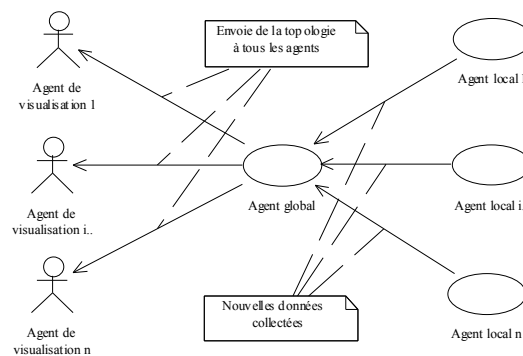 Envoie de la topologie
à tous les agents
Agent de
visualisation 1
Agent local
Agent de
visualisation i..
Agent global
Agent local i.
Nouvelles données
collectées
Agent de
visualisation n
Agent local n